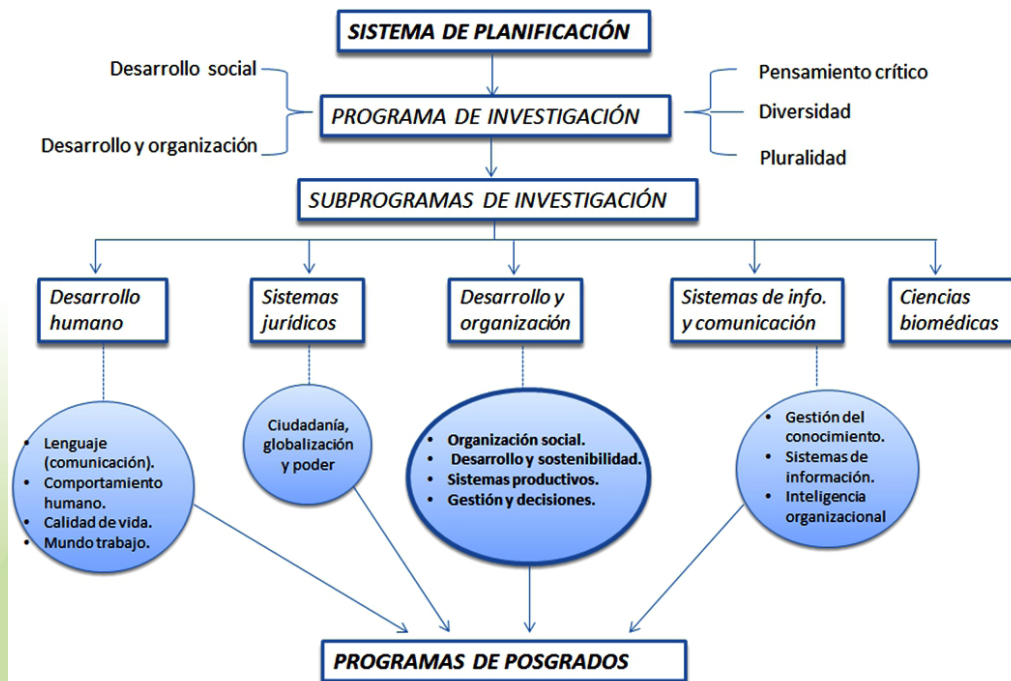 SISTEMA DE PLANIFICACIÓN
Desarrollo social
Desarrollo y organización
PROGRAMA DE INVESTIGACIÓN
Pensamiento crítico
Diversidad
Pluralidad
SUBPROGRAMAS DE INVESTIGACIÓN
Desarrollo
humano
Sistemas
jurídicos
Desarrollo y
organización
Sistemas de info.
y comunicación
Ciencias
biomédicas
• Lenguaje
(comunicación).
• Comportamiento
humano.
• Calidad de vida.
• Mundo trabajo.
Ciudadanía,
globalización
y poder
• Organización social.
• Desarrollo y sostenibilidad.
• Sistemas productivos.
• Gestión y decisiones.
• Gestión del
conocimiento.
• Sistemas de
información.
• Inteligencia
organizacional
PROGRAMAS DE POSGRADOS